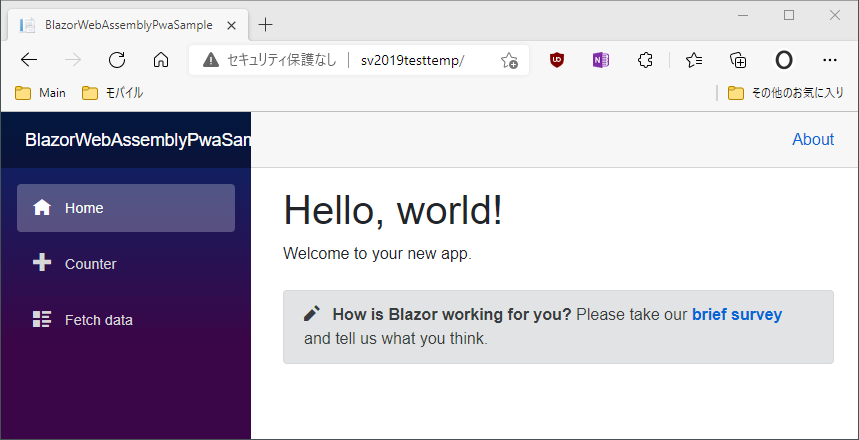 BlazorWebAssemblyPwaSample
セキュリティ保護なし
sv2019testtemp/
Main
モバイル
その他のお気に入り
BlazorWebAssemblyPwaSam
About
Home
Counter
Fetch data
Hello, world!
Welcome to your new app.
How is Blazor working for you? Please take our brief survey
and tell us what you think.